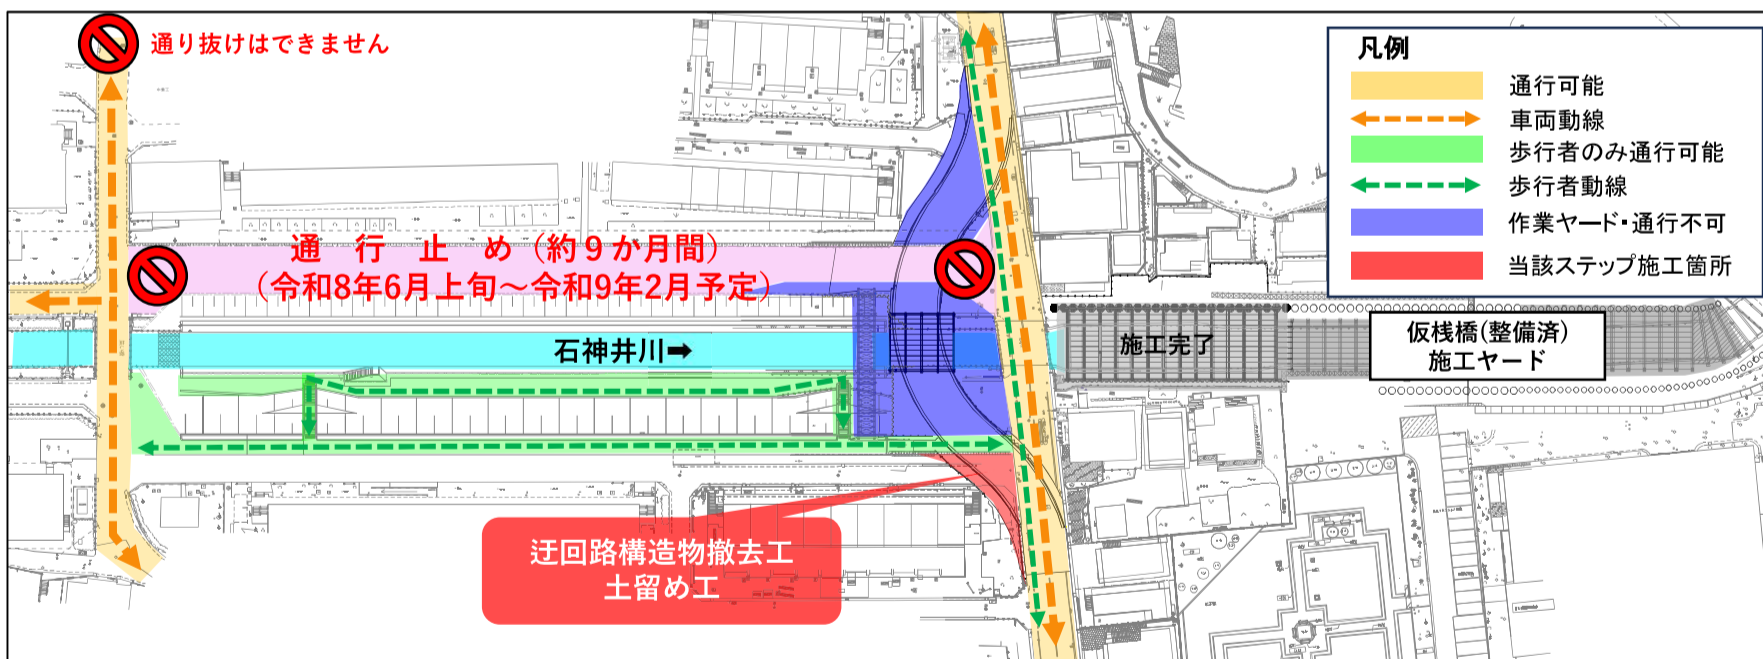 通り抜けはできません
凡例
通行可能
車両動線
歩行者のみ通行可能
歩行者動線
作業ヤード・通行不可
当該ステップ施工箇所
通行止め（約９か月間）
（令和8年6月上旬～令和9年2月予定）
石神井川➡
施工完了
仮桟橋(整備済)
施工ヤード
迂回路構造物撤去工
土留め工